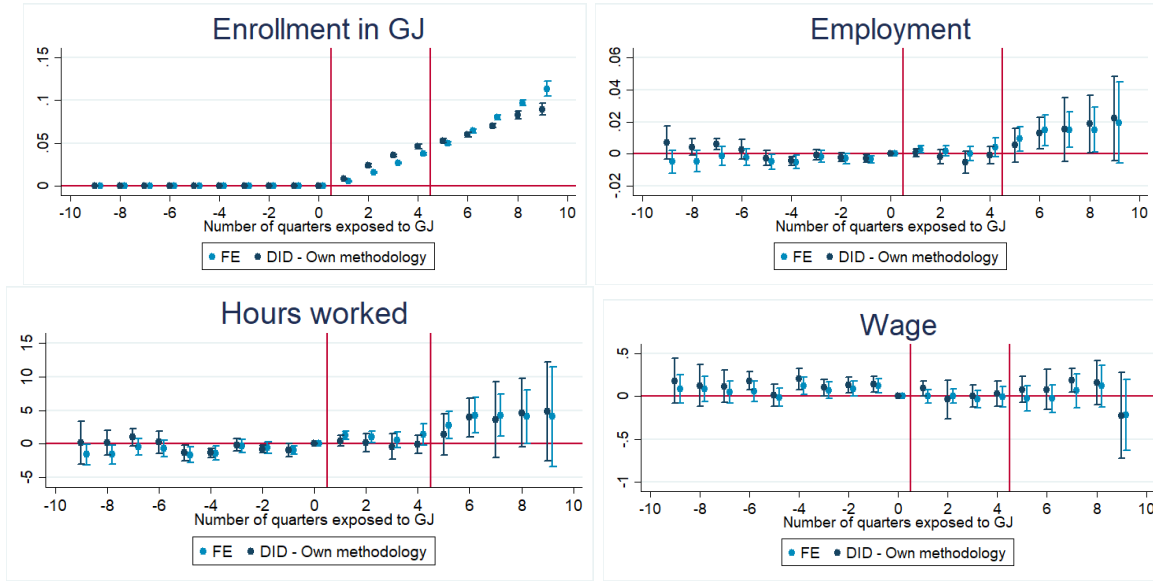 Enrollment in GJ
.15
.1
.05
0
-10 -8 -6 -4 -2 0 2 4 6 8 10
Number of quarters exposed to GJ
FE DID - Own methodology
Employment
.06
.04
.02
0
-.02
-10 -8 -6 -4 -2 0 2 4 6 8 10
Number of quarters exposed to GJ
FE DID - Own methodology
Hours worked
15
10
5
0
-5
-10 -8 -6 -4 -2 0 2 4 6 8 10
Number of quarters exposed to GJ
FE DID - Own methodology
Wage
.5
0
-.5
-1
-10 -8 -6 -4 -2 0 2 4 6 8 10
Number of quarters exposed to GJ
FE DID - Own methodology